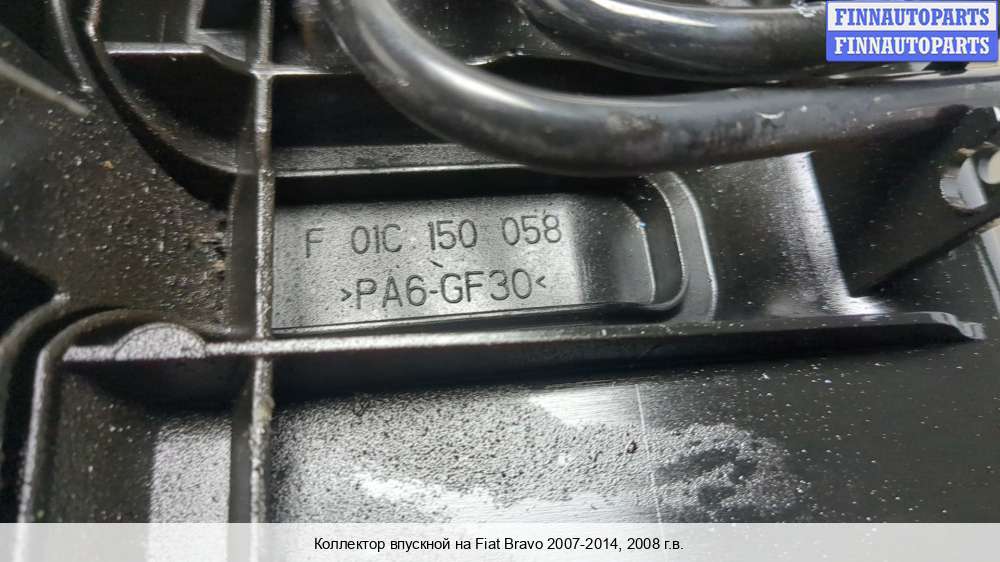 FINNAUTOPARTS
FINNAUTOPARTS
F 01C 150 058
>PA6-GF30<
Коллектор впускной на Fiat Bravo 2007-2014, 2008 г.в.